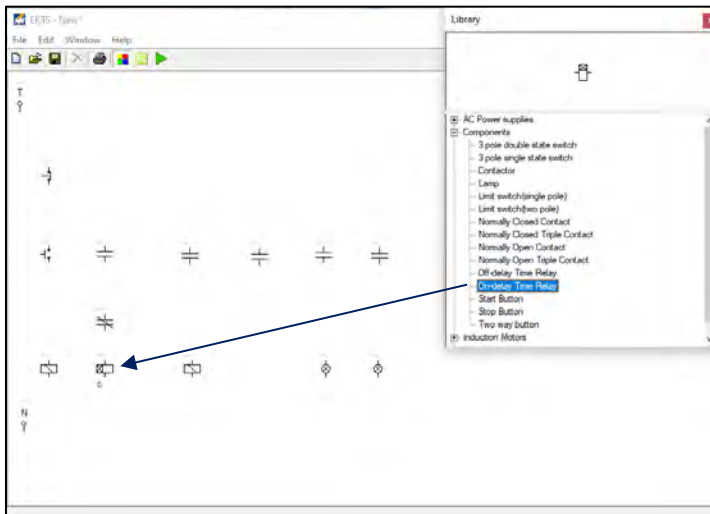 EKTS - New*
File Edit Window Help
T
N
Library
AC Power supplies
Components
3 pole double state switch
3 pole single state switch
Contactor
Lamp
Limit switch(single pole)
Limit switch(two pole)
Normally Closed Contact
Normally Closed Triple Contact
Normally Open Contact
Normally Open Triple Contact
Off-delay Time Relay
On-delay Time Relay
Start Button
Stop Button
Two way button
Induction Motors